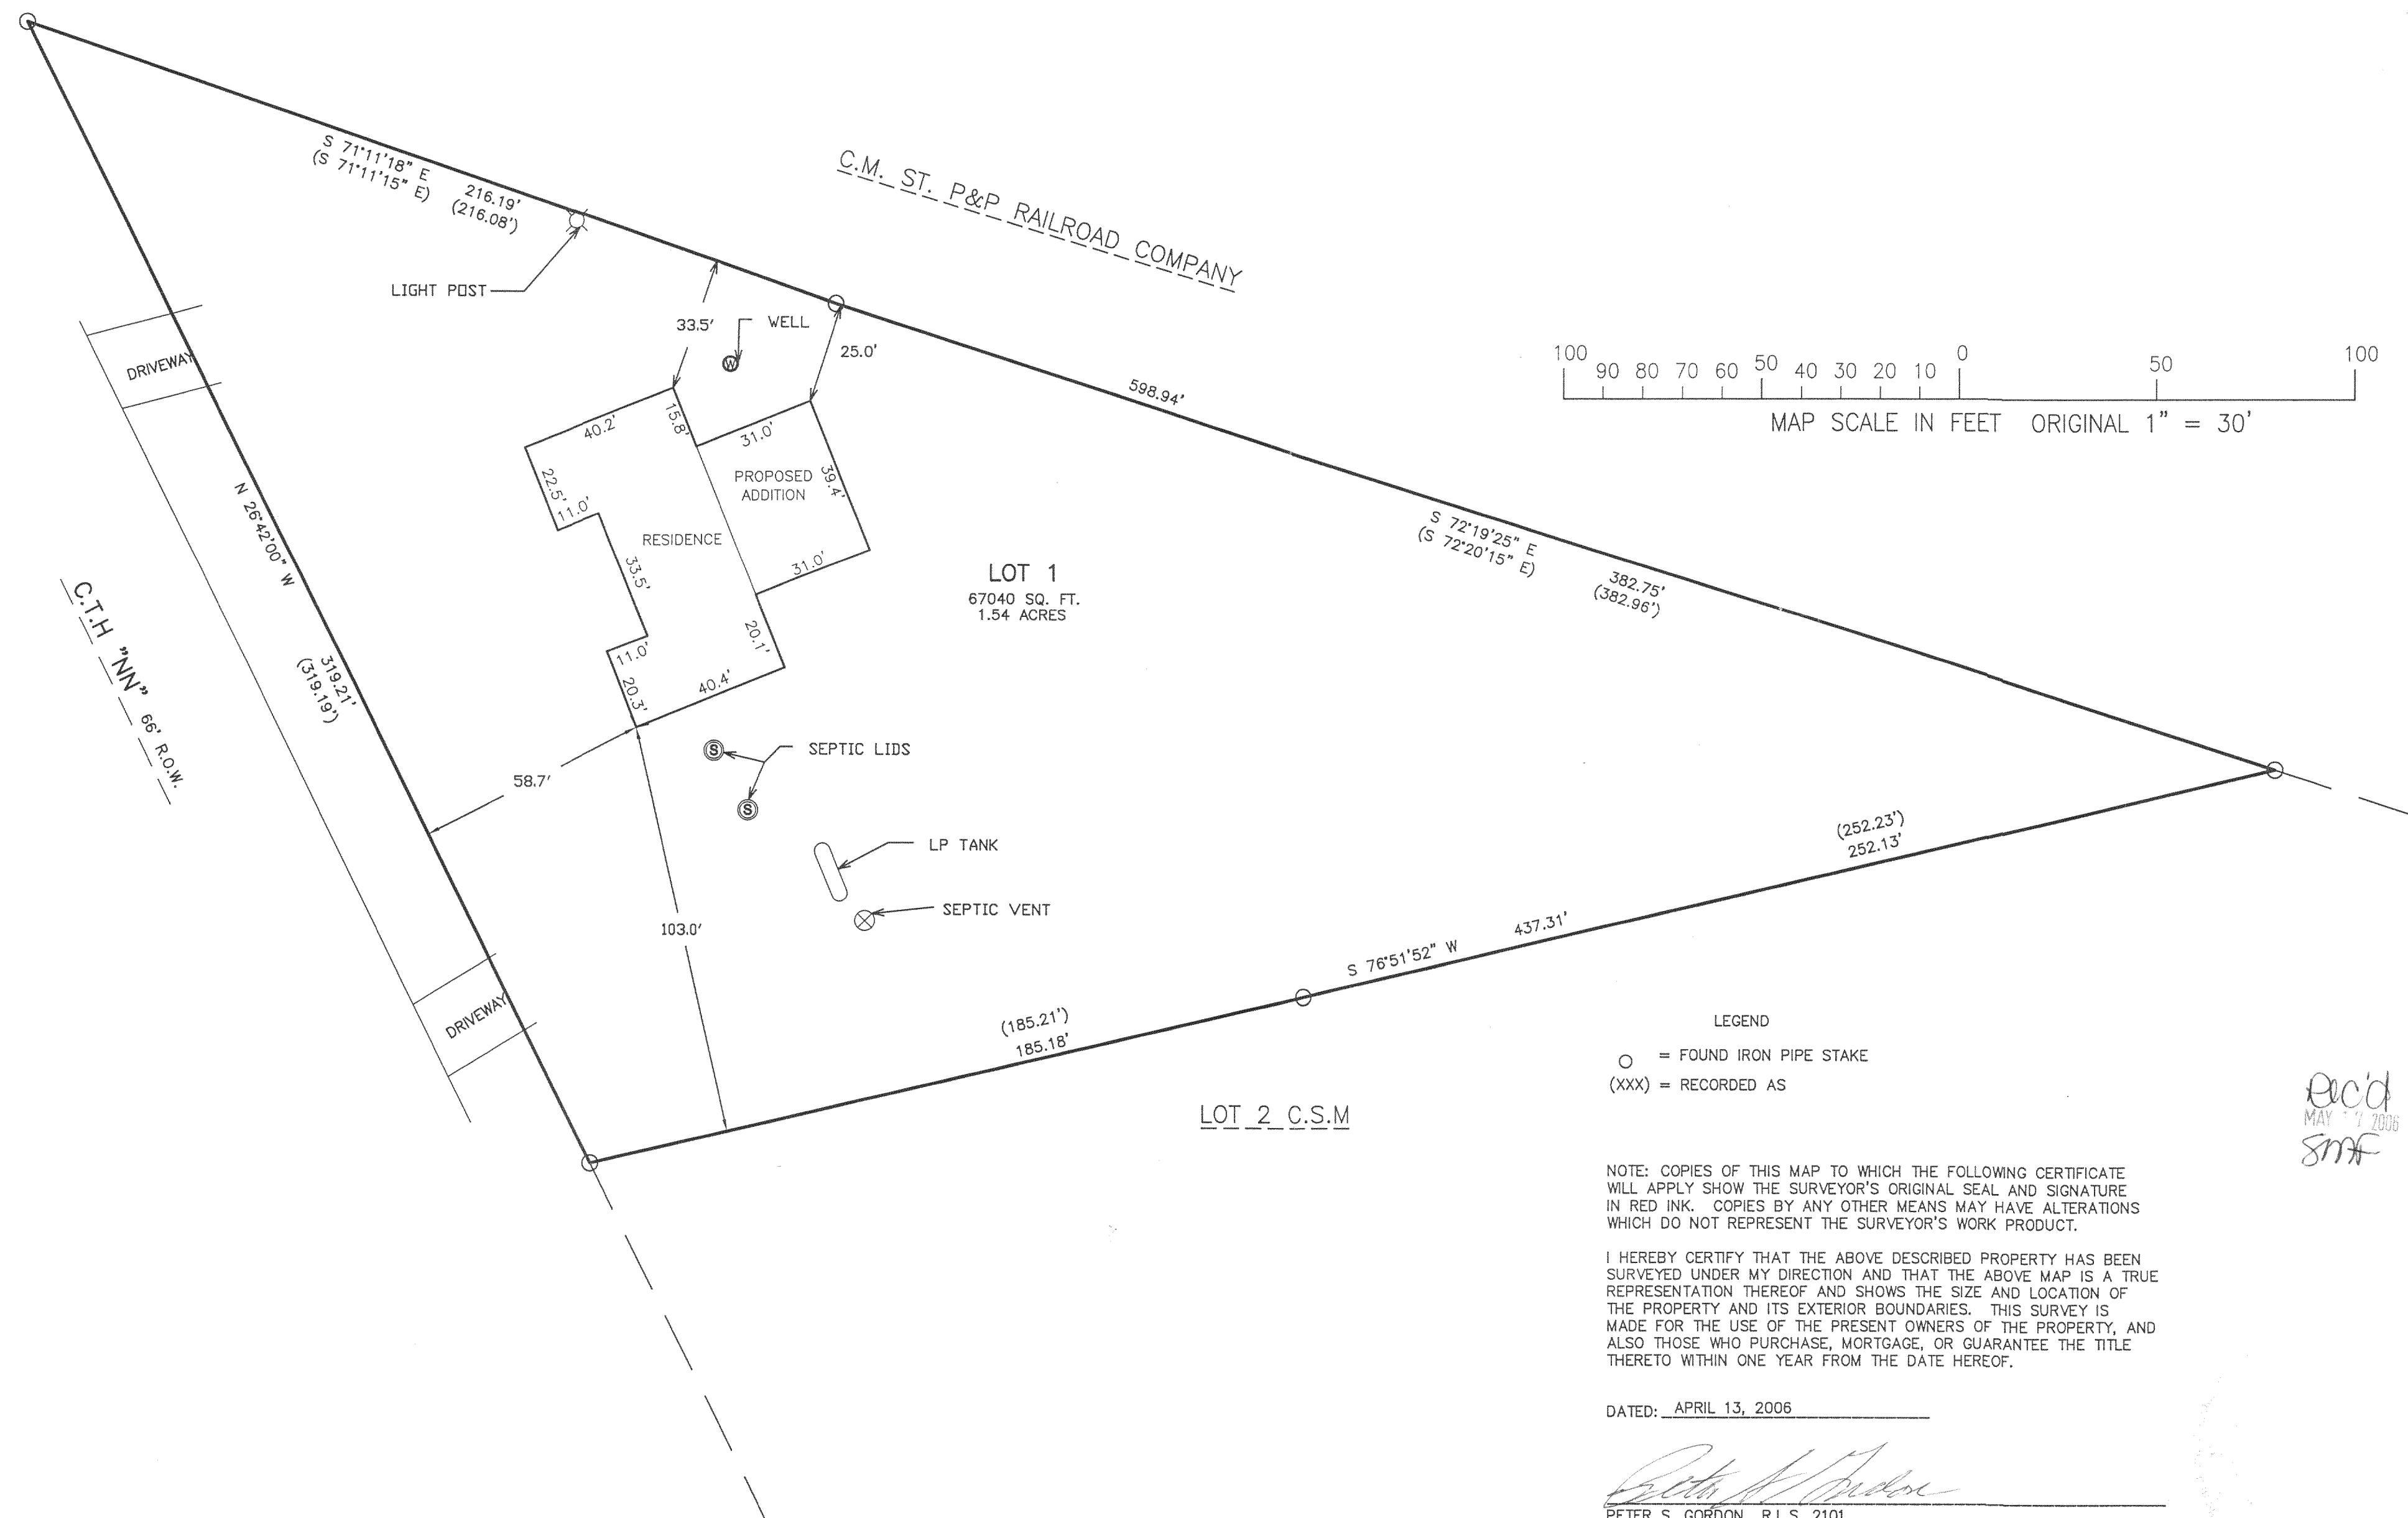 S 71°11'18" E
(S 71°11'15" E)
216.19'
(216.08')
C.M. ST. P&P RAILROAD COMPANY
LIGHT POST
33.5'
WELL
W
25.0'
598.94'
100 90 80 70 60 50 40 30 20 10 0 50 100
MAP SCALE IN FEET ORIGINAL 1" = 30'
DRIVEWAY
40.2'
15.8'
31.0'
22.5'
11.0'
PROPOSED
ADDITION
39.4'
RESIDENCE
33.5'
31.0'
20.1'
11.0'
20.3'
40.4'
N 26°42'00" W
319.21'
(319.19')
C.T.H "NN" 66' R.O.W.
LOT 1
67040 SQ. FT.
1.54 ACRES
S 72°19'25" E
(S 72°20'15" E)
382.75'
(382.96')
58.7'
S
SEPTIC LIDS
S
LP TANK
SEPTIC VENT
103.0'
(252.23')
252.13'
S 76°51'52" W 437.31'
(185.21')
185.18'
DRIVEWAY
LOT 2 C.S.M
LEGEND
= FOUND IRON PIPE STAKE
(XXX) = RECORDED AS
Rec'd
MAY 17 2006
SMF
NOTE: COPIES OF THIS MAP TO WHICH THE FOLLOWING CERTIFICATE
WILL APPLY SHOW THE SURVEYOR'S ORIGINAL SEAL AND SIGNATURE
IN RED INK. COPIES BY ANY OTHER MEANS MAY HAVE ALTERATIONS
WHICH DO NOT REPRESENT THE SURVEYOR'S WORK PRODUCT.
I HEREBY CERTIFY THAT THE ABOVE DESCRIBED PROPERTY HAS BEEN
SURVEYED UNDER MY DIRECTION AND THAT THE ABOVE MAP IS A TRUE
REPRESENTATION THEREOF AND SHOWS THE SIZE AND LOCATION OF
THE PROPERTY AND ITS EXTERIOR BOUNDARIES. THIS SURVEY IS
MADE FOR THE USE OF THE PRESENT OWNERS OF THE PROPERTY, AND
ALSO THOSE WHO PURCHASE, MORTGAGE, OR GUARANTEE THE TITLE
THERETO WITHIN ONE YEAR FROM THE DATE HEREOF.
DATED: APRIL 13, 2006
Peter S Gordon
PETER S. GORDON R.L.S. 2101